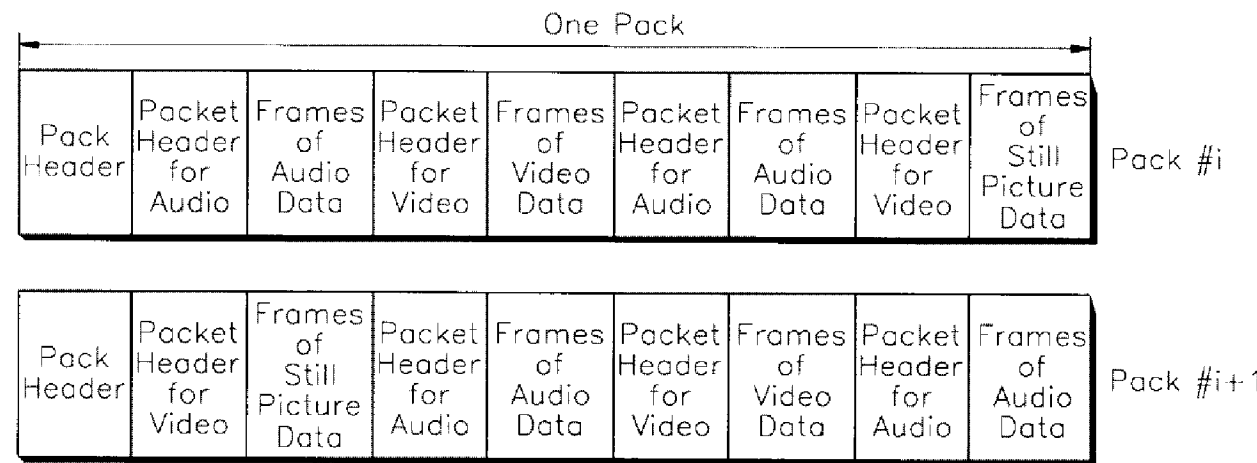 One Pack
Pack
Header
Packet
Header
for
Audio
Frames
of
Audio
Data
Packet
Header
for
Video
Frames
of
Video
Data
Packet
Header
for
Audio
Frames
of
Audio
Data
Packet
Header
for
Video
Frames
of
Still
Picture
Data
Pack #i
Pack
Header
Packet
Header
for
Video
Frames
of
Still
Picture
Data
Packet
Header
for
Audio
Frames
of
Audio
Data
Packet
Header
for
Video
Frames
of
Video
Data
Packet
Header
for
Audio
Frames
of
Audio
Data
Pack #i+1